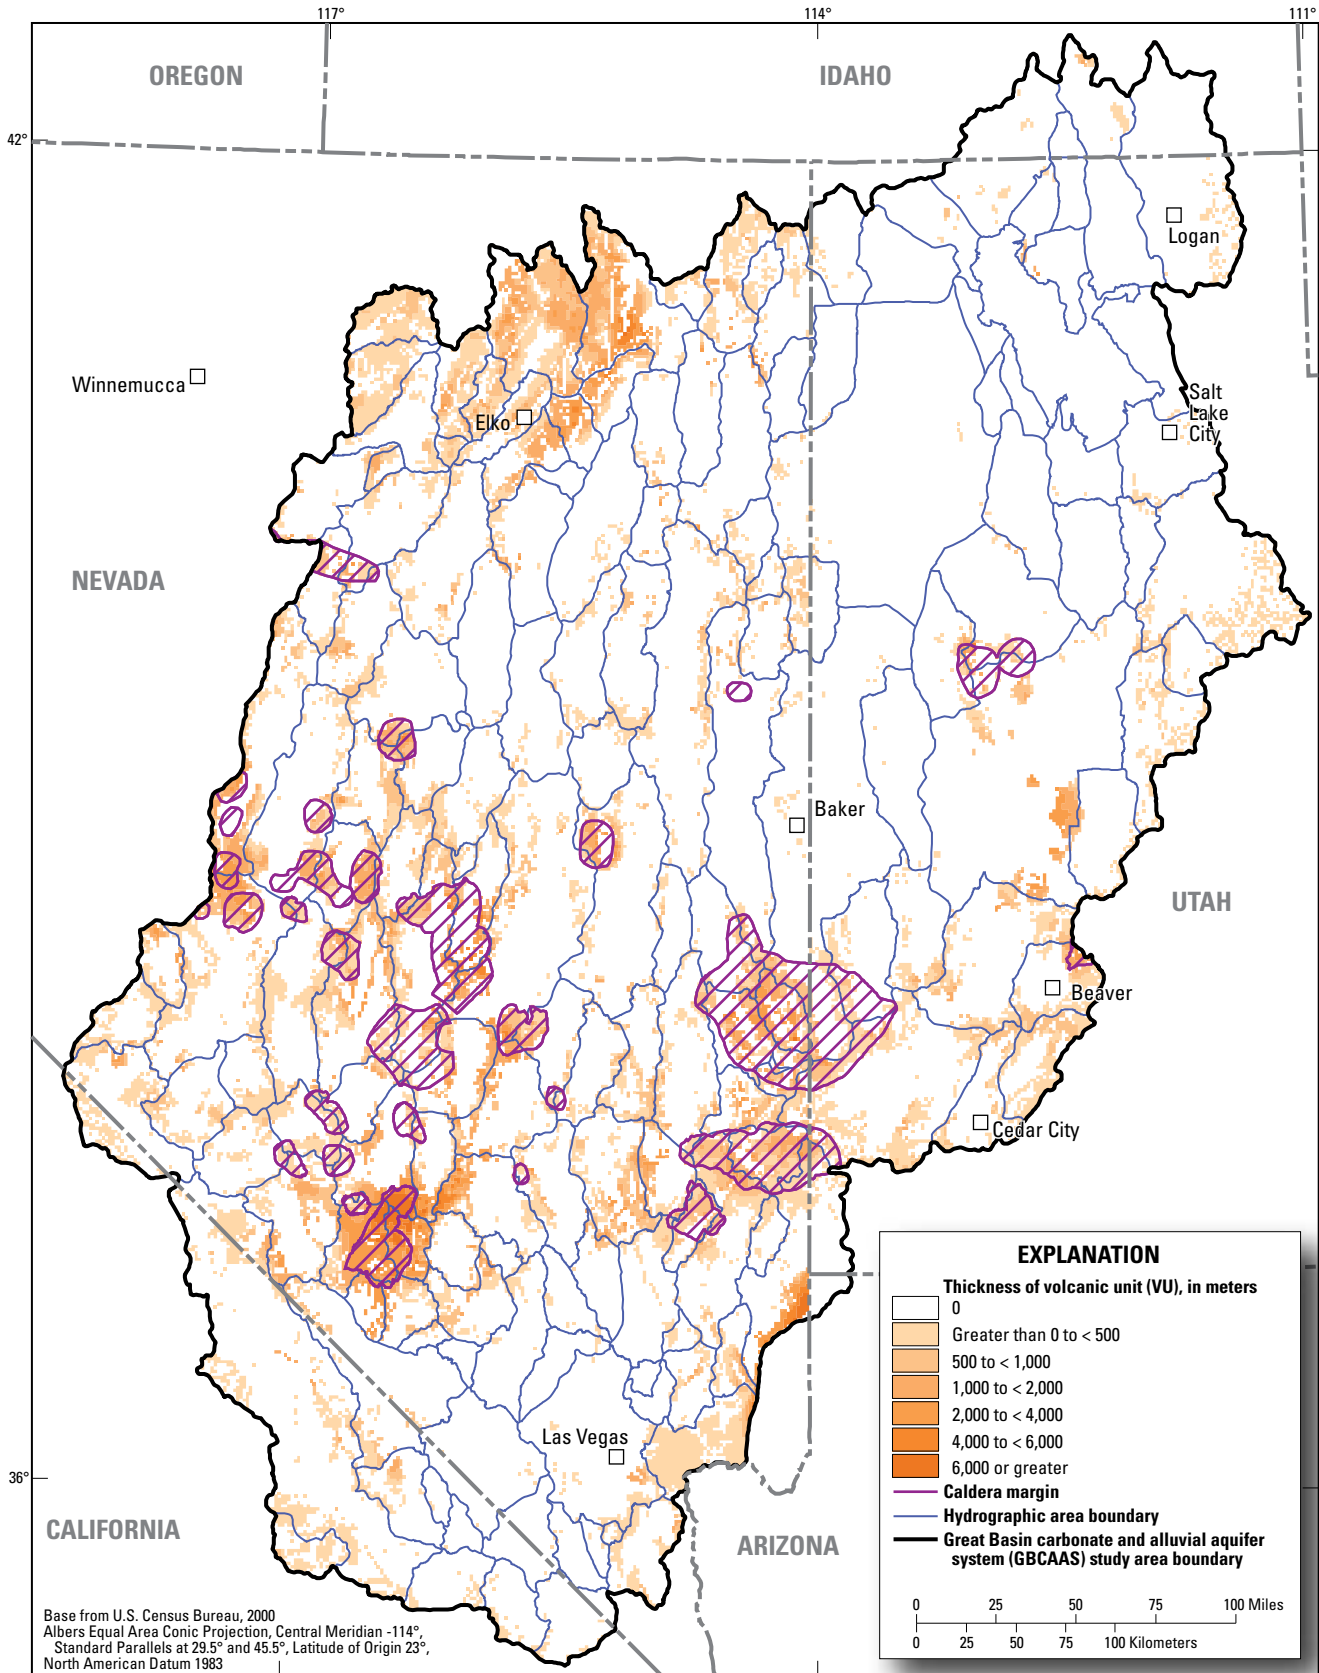 117°
114°
111°
OREGON
IDAHO
42°
Logan
Winnemucca
Salt
Lake
City
Elko
NEVADA
Baker
UTAH
Beaver
Cedar City
EXPLANATION
Thickness of volcanic unit (VU), in meters
0
Greater than 0 to < 500
500 to < 1,000
1,000 to < 2,000
2,000 to < 4,000
4,000 to < 6,000
6,000 or greater
Caldera margin
Hydrographic area boundary
Great Basin carbonate and alluvial aquifer
system (GBCAAS) study area boundary
Las Vegas
36°
CALIFORNIA
ARIZONA
0 25 50 75 100 Miles
0 25 50 75 100 Kilometers
Base from U.S. Census Bureau, 2000
Albers Equal Area Conic Projection, Central Meridian -114°,
Standard Parallels at 29.5° and 45.5°, Latitude of Origin 23°,
North American Datum 1983